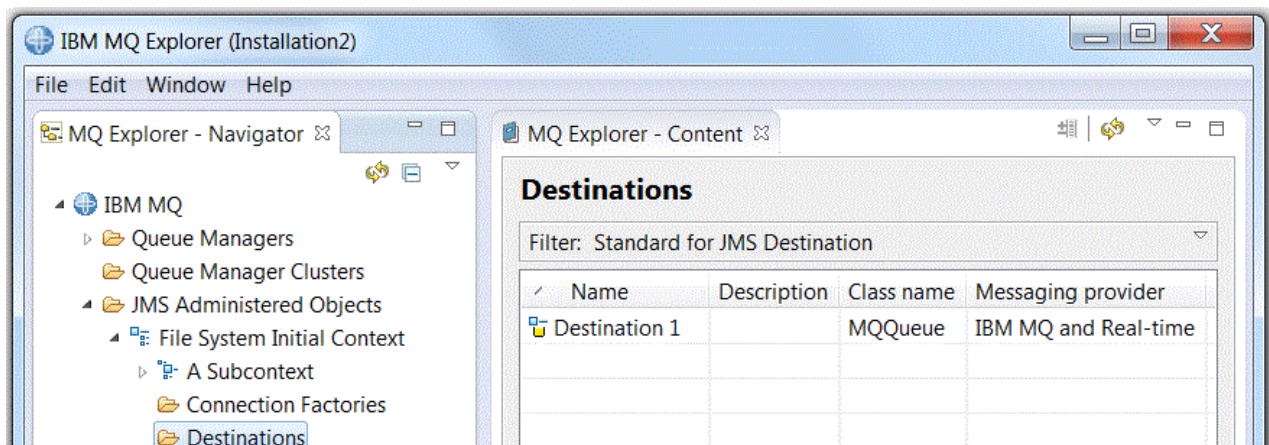 IBM MQ Explorer (Installation2)
File Edit Window Help
MQ Explorer - Navigator
IBM MQ
Queue Managers
Queue Manager Clusters
JMS Administered Objects
File System Initial Context
A Subcontext
Connection Factories
Destinations
MQ Explorer - Content
Destinations
Filter: Standard for JMS Destination
Name Description Class name Messaging provider
Destination 1 MQQueue IBM MQ and Real-time